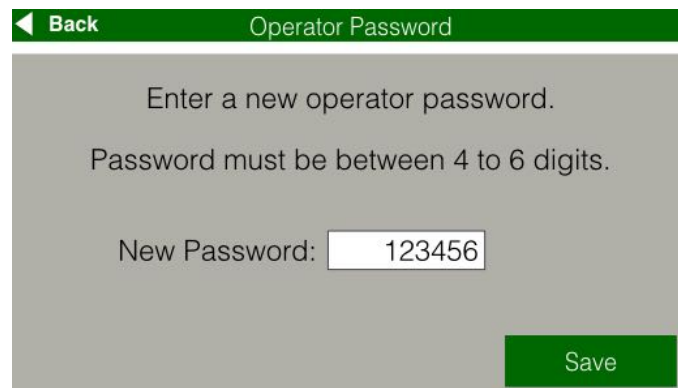 Back Operator Password
Enter a new operator password.
Password must be between 4 to 6 digits.
New Password: 123456
Save